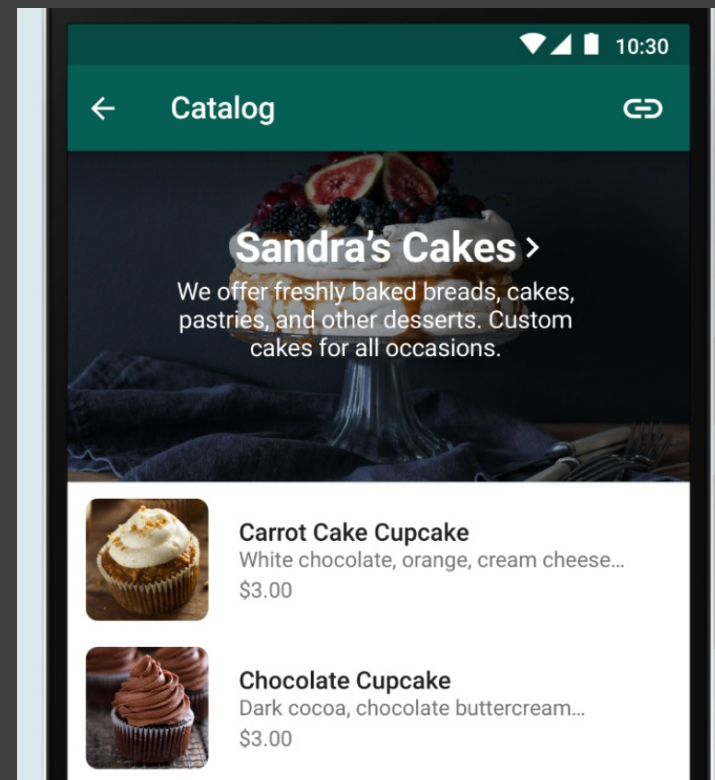 10:30
Catalog
Sandra's Cakes
We offer freshly baked breads, cakes,
pastries, and other desserts. Custom
cakes for all occasions.
Carrot Cake Cupcake
White chocolate, orange, cream cheese...
$3.00
Chocolate Cupcake
Dark cocoa, chocolate buttercream...
$3.00